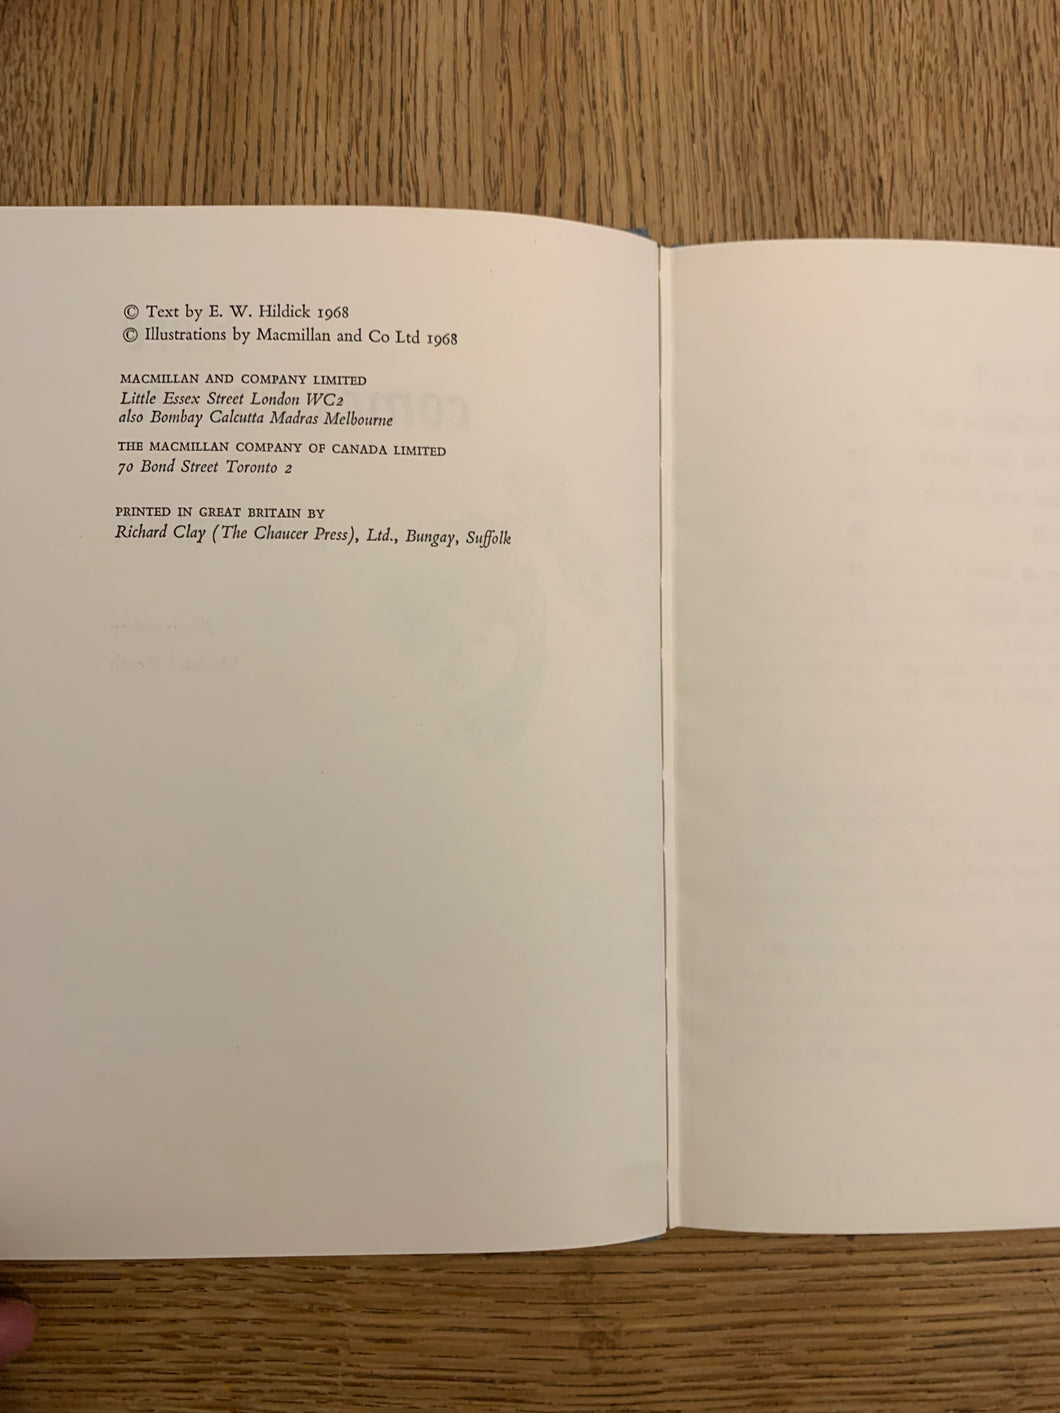 © Text by E. W. Hildick 1968
© Illustrations by Macmillan and Co Ltd 1968
MACMILLAN AND COMPANY LIMITED
Little Essex Street London WC2
also Bombay Calcutta Madras Melbourne
THE MACMILLAN COMPANY OF CANADA LIMITED
70 Bond Street Toronto 2
PRINTED IN GREAT BRITAIN BY
Richard Clay (The Chaucer Press), Ltd., Bungay, Suffolk